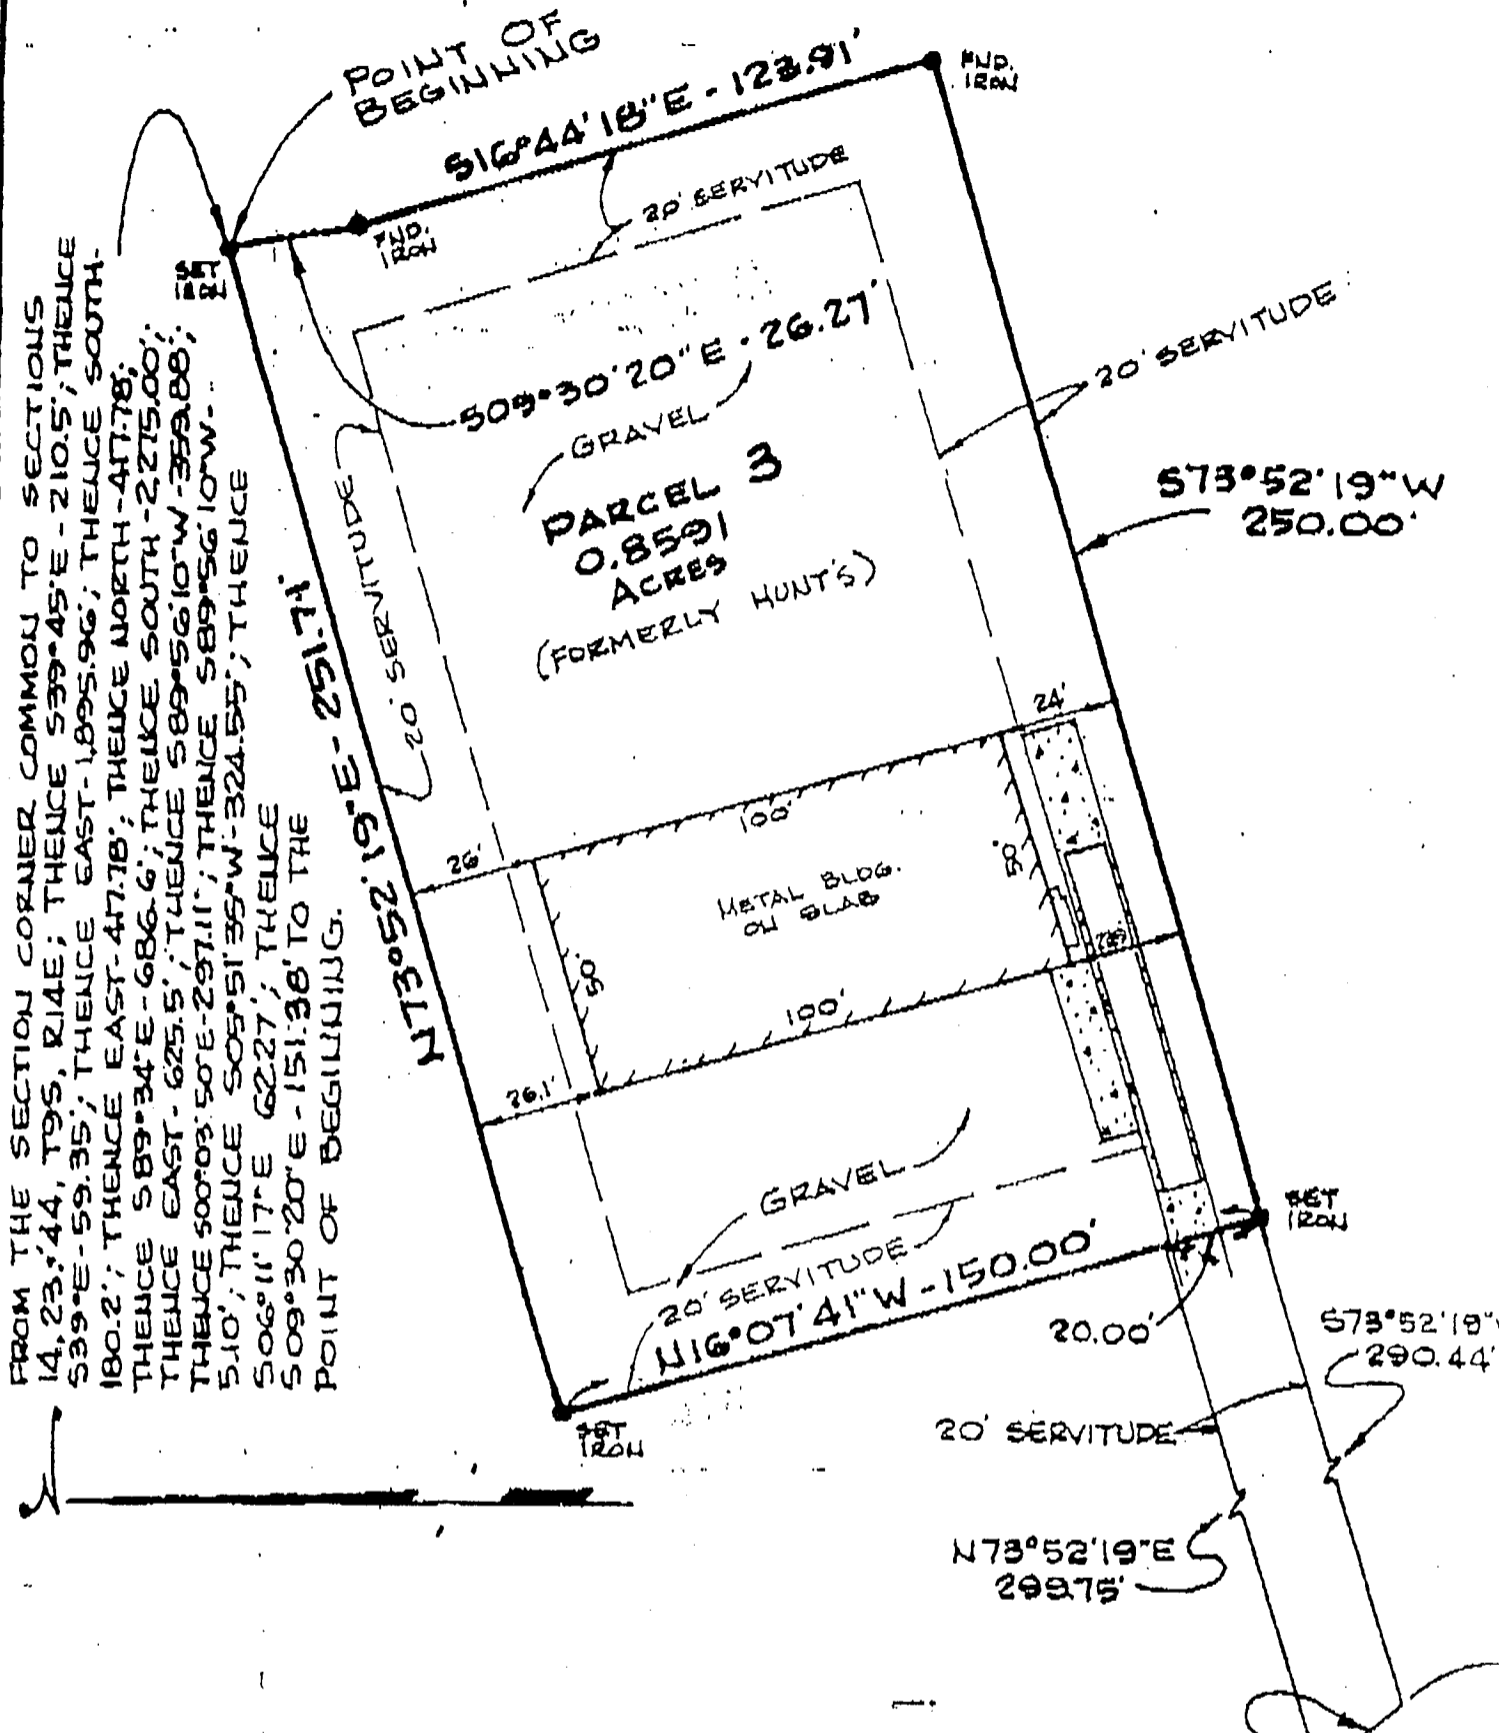 POINT OF
BEGINNING
S16°44'18"E - 123.91'
FND.
IRON
FND.
IRON
SET
IRON
20' SERVITUDE
S09°30'20"E - 26.27'
GRAVEL
PARCEL 3
0.8591
ACRES
(FORMERLY HUNT'S)
20' SERVITUDE
20' SERVITUDE
S73°52'19"W
250.00'
N73°52'19"E - 251.74'
24'
26'
100'
50'
METAL BLDG.
ON SLAB
50'
100'
26.1'
GRAVEL
20' SERVITUDE
N16°07'41"W - 150.00'
SET
IRON
SET
IRON
20.00'
S73°52'19"
290.44'
20' SERVITUDE
N73°52'19"E
299.75'
FROM THE SECTION CORNER COMMON TO SECTIONS
14, 23, 44, T9S, R14E; THENCE S39°45'E - 210.5'; THENCE
S39°E - 59.35'; THENCE EAST - 1,895.96'; THENCE SOUTH -
180.2'; THENCE EAST - 417.78'; THENCE NORTH - 417.78';
THENCE S89°34'E - 686.6'; THENCE SOUTH - 2,275.00';
THENCE EAST - 625.5'; THENCE S89°56'10"W - 359.88';
THENCE S00°03'50"E - 297.11'; THENCE S89°56'10"W -
5.10'; THENCE S05°51'35"W - 324.55'; THENCE
S06°11'17"E 62.27'; THENCE
S09°30'20"E - 151.38' TO THE
POINT OF BEGINNING.